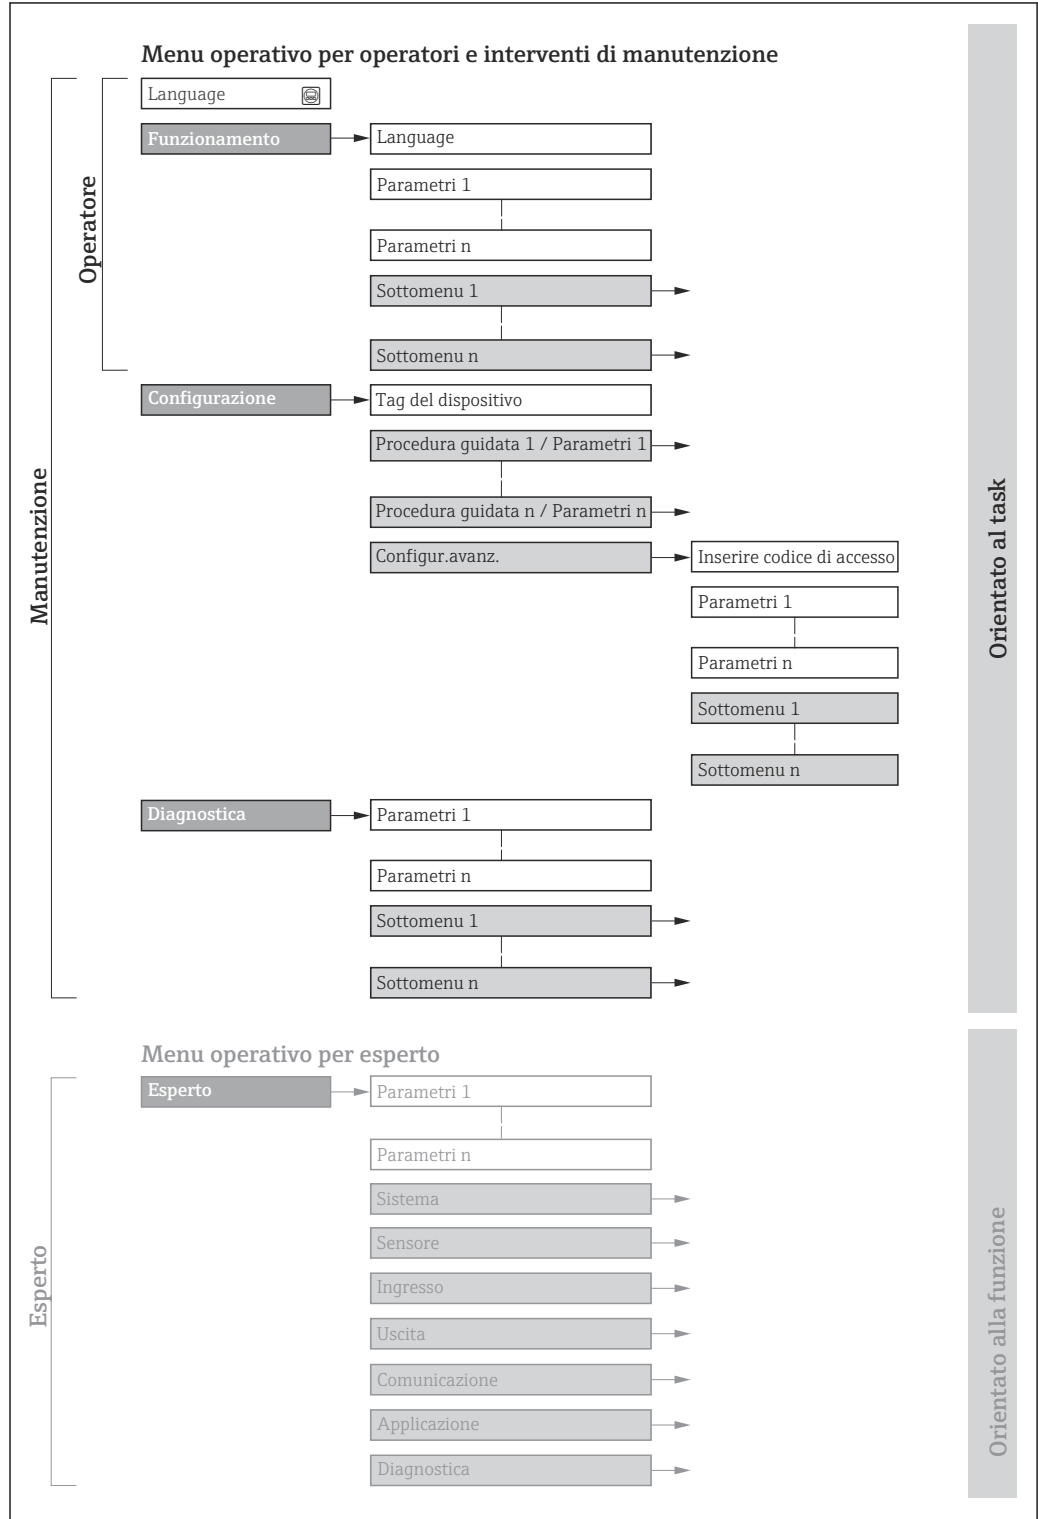 Menu operativo per operatori e interventi di manutenzione
Language
Funzionamento
Language
Parametri 1
Parametri n
Sottomenu 1
Sottomenu n
Operatore
Configurazione
Tag del dispositivo
Procedura guidata 1 / Parametri 1
Procedura guidata n / Parametri n
Configur.avanz.
Inserire codice di accesso
Parametri 1
Parametri n
Sottomenu 1
Sottomenu n
Manutenzione
Orientato al task
Diagnostica
Parametri 1
Parametri n
Sottomenu 1
Sottomenu n
Menu operativo per esperto
Esperto
Parametri 1
Parametri n
Sistema
Sensore
Ingresso
Uscita
Comunicazione
Applicazione
Diagnostica
Esperto
Orientato alla funzione